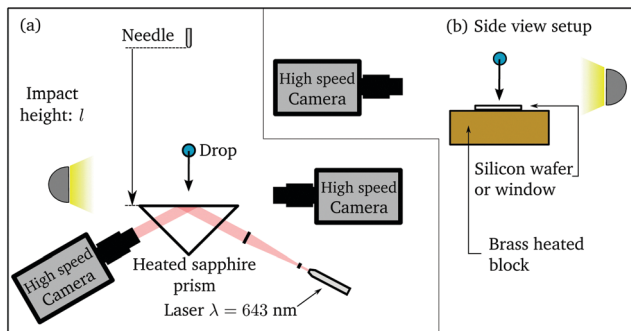 (a)
Needle
Impact
height: l
Drop
High speed
Camera
High speed
Camera
Heated sapphire
prism
Laser λ = 643 nm
High speed
Camera
(b) Side view setup
Silicon wafer
or window
Brass heated
block